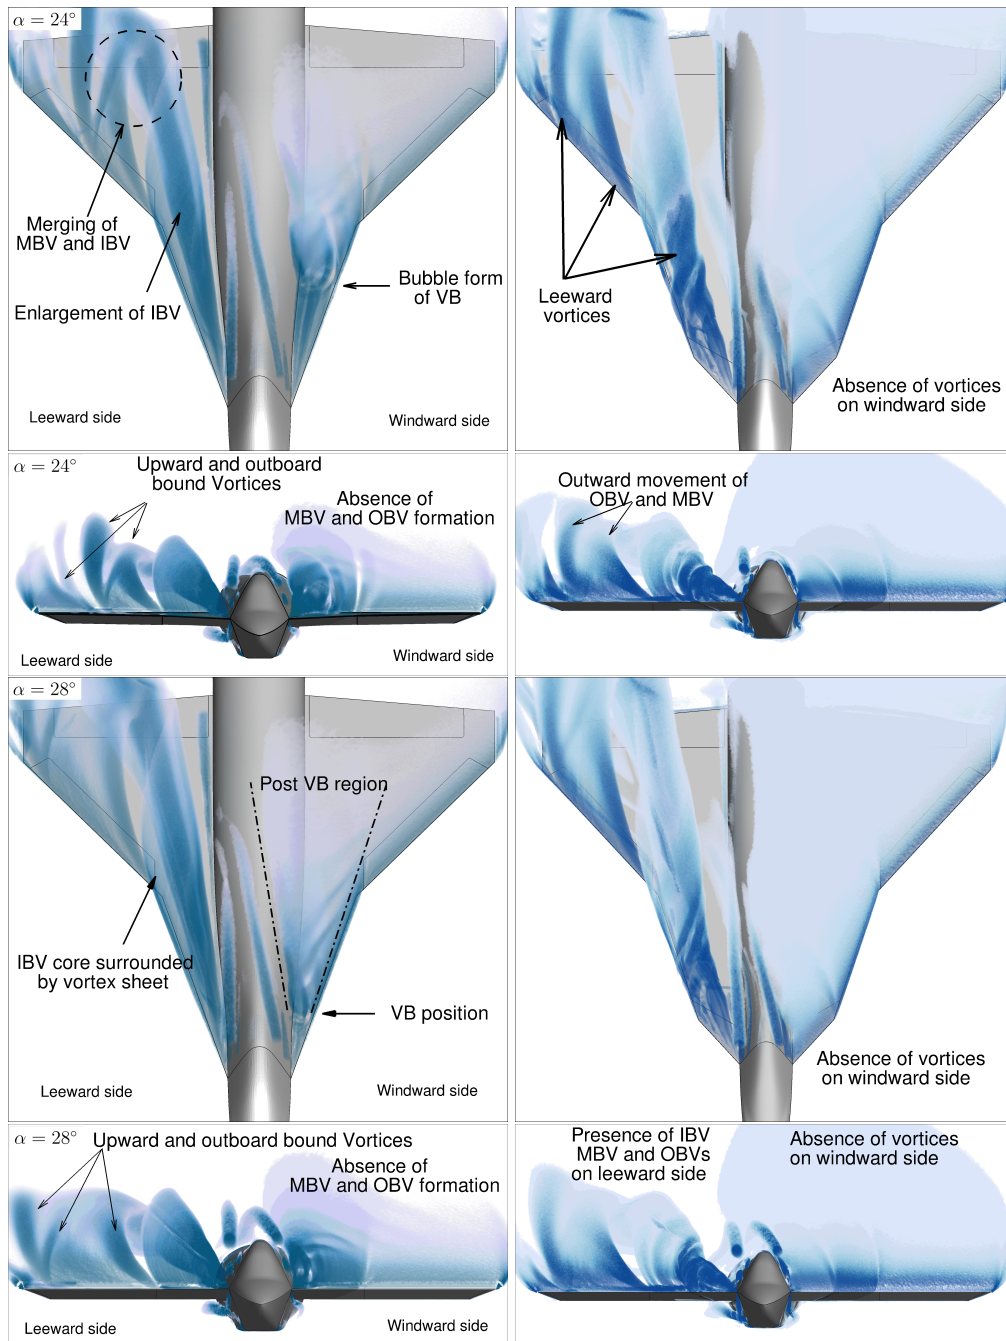 α = 24°
Merging of
MBV and IBV
Enlargement of IBV
Bubble form
of VB
Leeward side
Windward side
Leeward
vortices
Absence of vortices
on windward side
α = 24°
Upward and outboard
bound Vortices
Absence of
MBV and OBV formation
Leeward side
Windward side
Outward movement of
OBV and MBV
α = 28°
Post VB region
IBV core surrounded
by vortex sheet
VB position
Leeward side
Windward side
Absence of vortices
on windward side
α = 28°
Upward and outboard bound Vortices
Absence of
MBV and OBV formation
Leeward side
Windward side
Presence of IBV
MBV and OBVs
on leeward side
Absence of vortices
on windward side